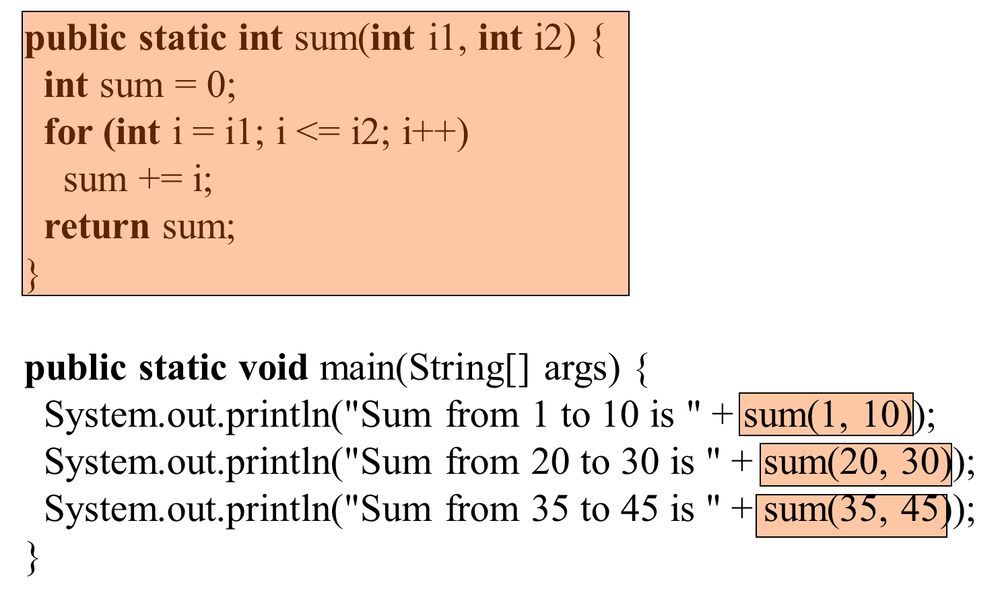 public static int sum(int i1, int i2) {
int sum = 0;
for (int i = i1; i <= i2; i++)
sum += i;
return sum;
}
public static void main(String[] args) {
System.out.println("Sum from 1 to 10 is " + sum(1, 10));
System.out.println("Sum from 20 to 30 is " + sum(20, 30));
System.out.println("Sum from 35 to 45 is " + sum(35, 45));
}